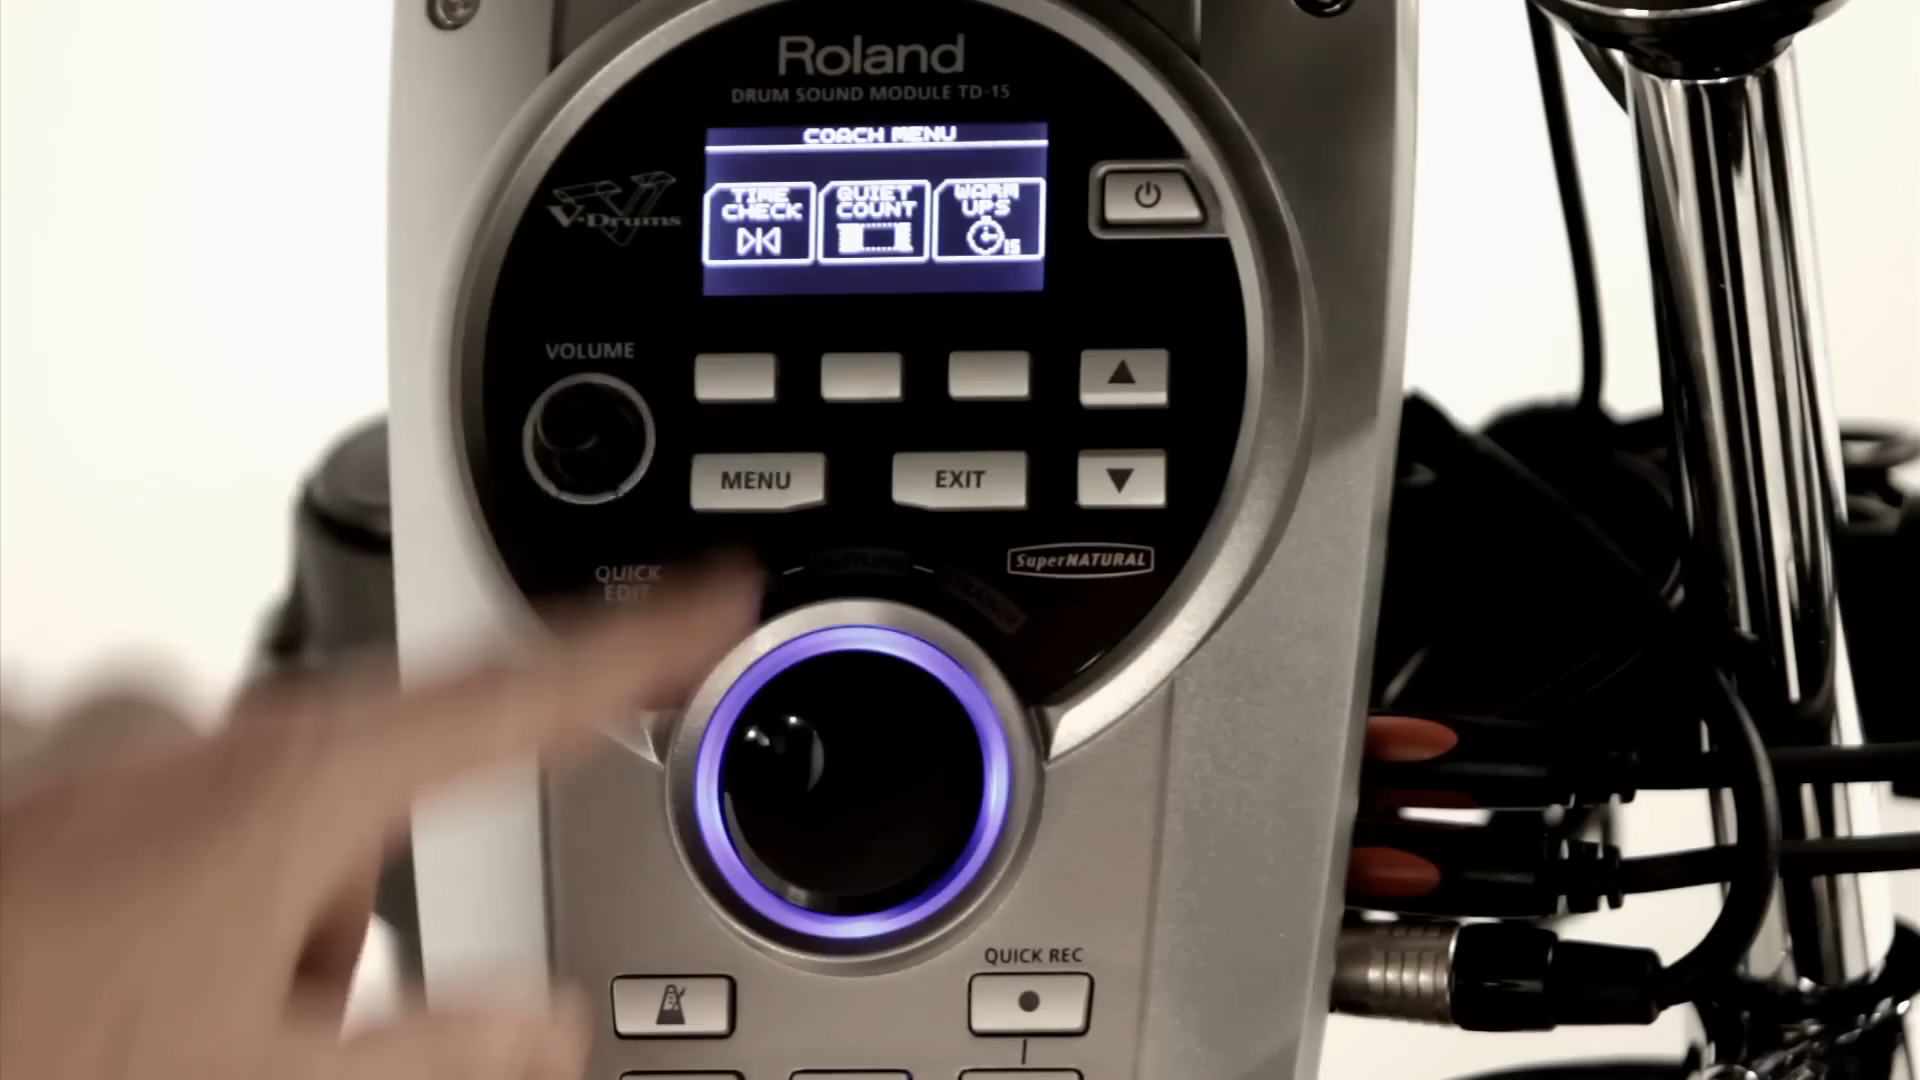 Roland
DRUM SOUND MODULE TD-15
COACH MENU
TIME
CHECK
QUIET
COUNT
WARM
UPS
15
V-Drums
VOLUME
MENU
EXIT
SuperNATURAL
QUICK
EDIT
QUICK REC